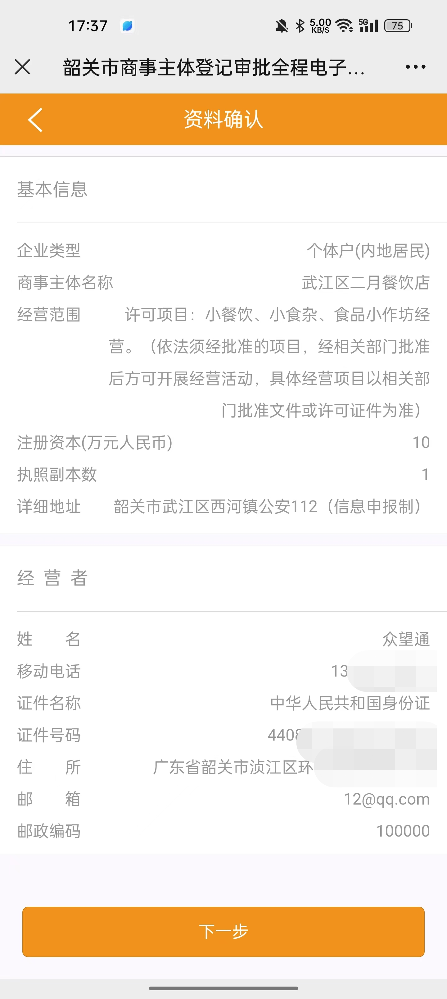 17:37
5.00 KB/S 5G 75
韶关市商事主体登记审批全程电子...
资料确认
基本信息
企业类型 个体户(内地居民)
商事主体名称 武江区二月餐饮店
经营范围 许可项目：小餐饮、小食杂、食品小作坊经
营。（依法须经批准的项目，经相关部门批准
后方可开展经营活动，具体经营项目以相关部
门批准文件或许可证件为准）
注册资本(万元人民币) 10
执照副本数 1
详细地址 韶关市武江区西河镇公安112（信息申报制）
经 营 者
姓 名 众望通
移动电话 13
证件名称 中华人民共和国身份证
证件号码 4408
住 所 广东省韶关市浈江区环
邮 箱 12@qq.com
邮政编码 100000
下一步